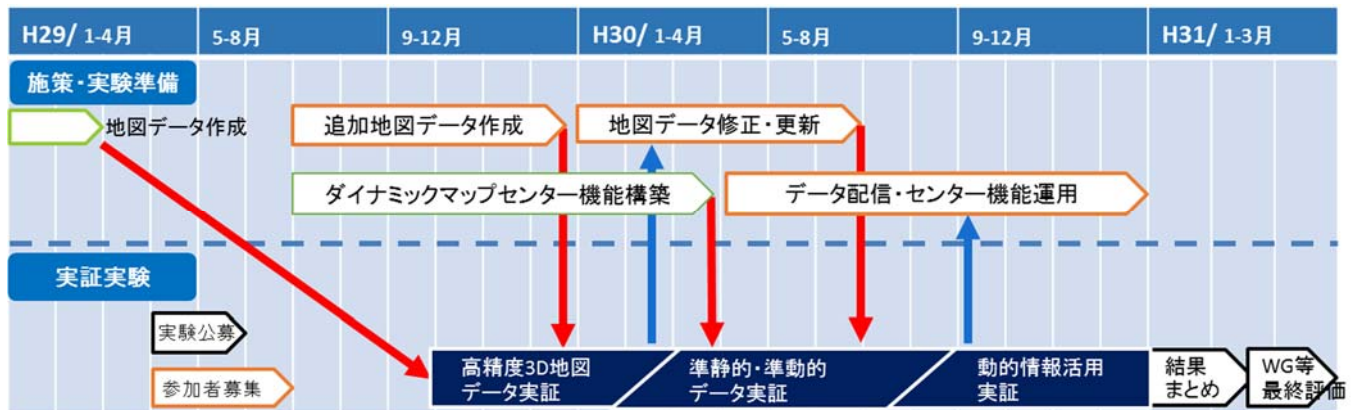 H29/ 1-4月
5-8月
9-12月
H30/ 1-4月
5-8月
9-12月
H31/ 1-3月
施策・実験準備
地図データ作成
追加地図データ作成
地図データ修正・更新
ダイナミックマップセンター機能構築
データ配信・センター機能運用
実証実験
実験公募
参加者募集
高精度3D地図
データ実証
準静的・準動的
データ実証
動的情報活用
実証
結果
まとめ
WG等
最終評価